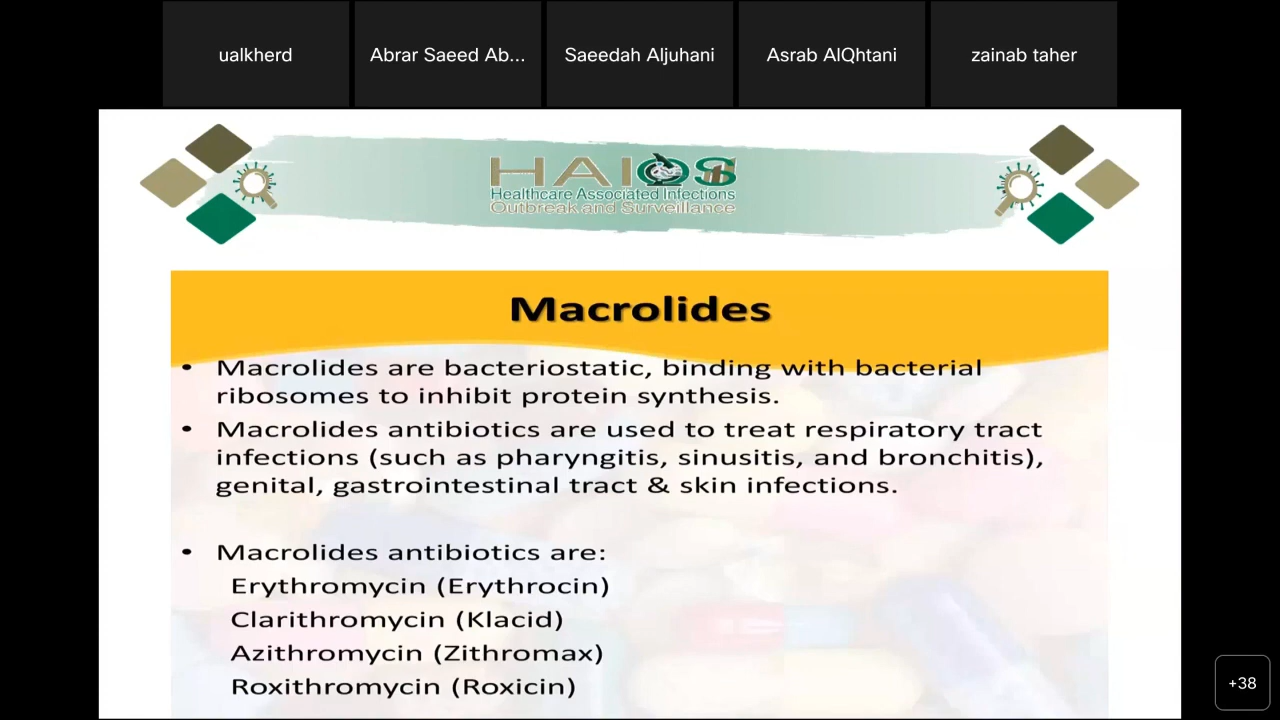 ualkherd
Abrar Saeed Ab...
Saeedah Aljuhani
Asrab AlQhtani
zainab taher
HAIOS
Healthcare Associated Infections
Outbreak and Surveillance
Macrolides
• Macrolides are bacteriostatic, binding with bacterial
ribosomes to inhibit protein synthesis.
• Macrolides antibiotics are used to treat respiratory tract
infections (such as pharyngitis, sinusitis, and bronchitis),
genital, gastrointestinal tract & skin infections.
• Macrolides antibiotics are:
Erythromycin (Erythrocin)
Clarithromycin (Klacid)
Azithromycin (Zithromax)
Roxithromycin (Roxicin)
+38